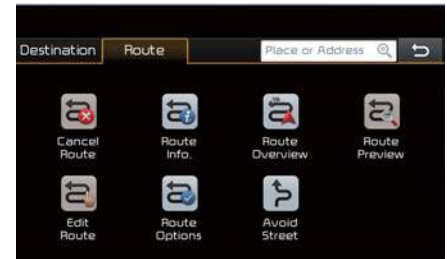 Destination
Route
Place or Address
Cancel
Route
Route
Info.
Route
Overview
Route
Preview
Edit
Route
Route
Options
Avoid
Street